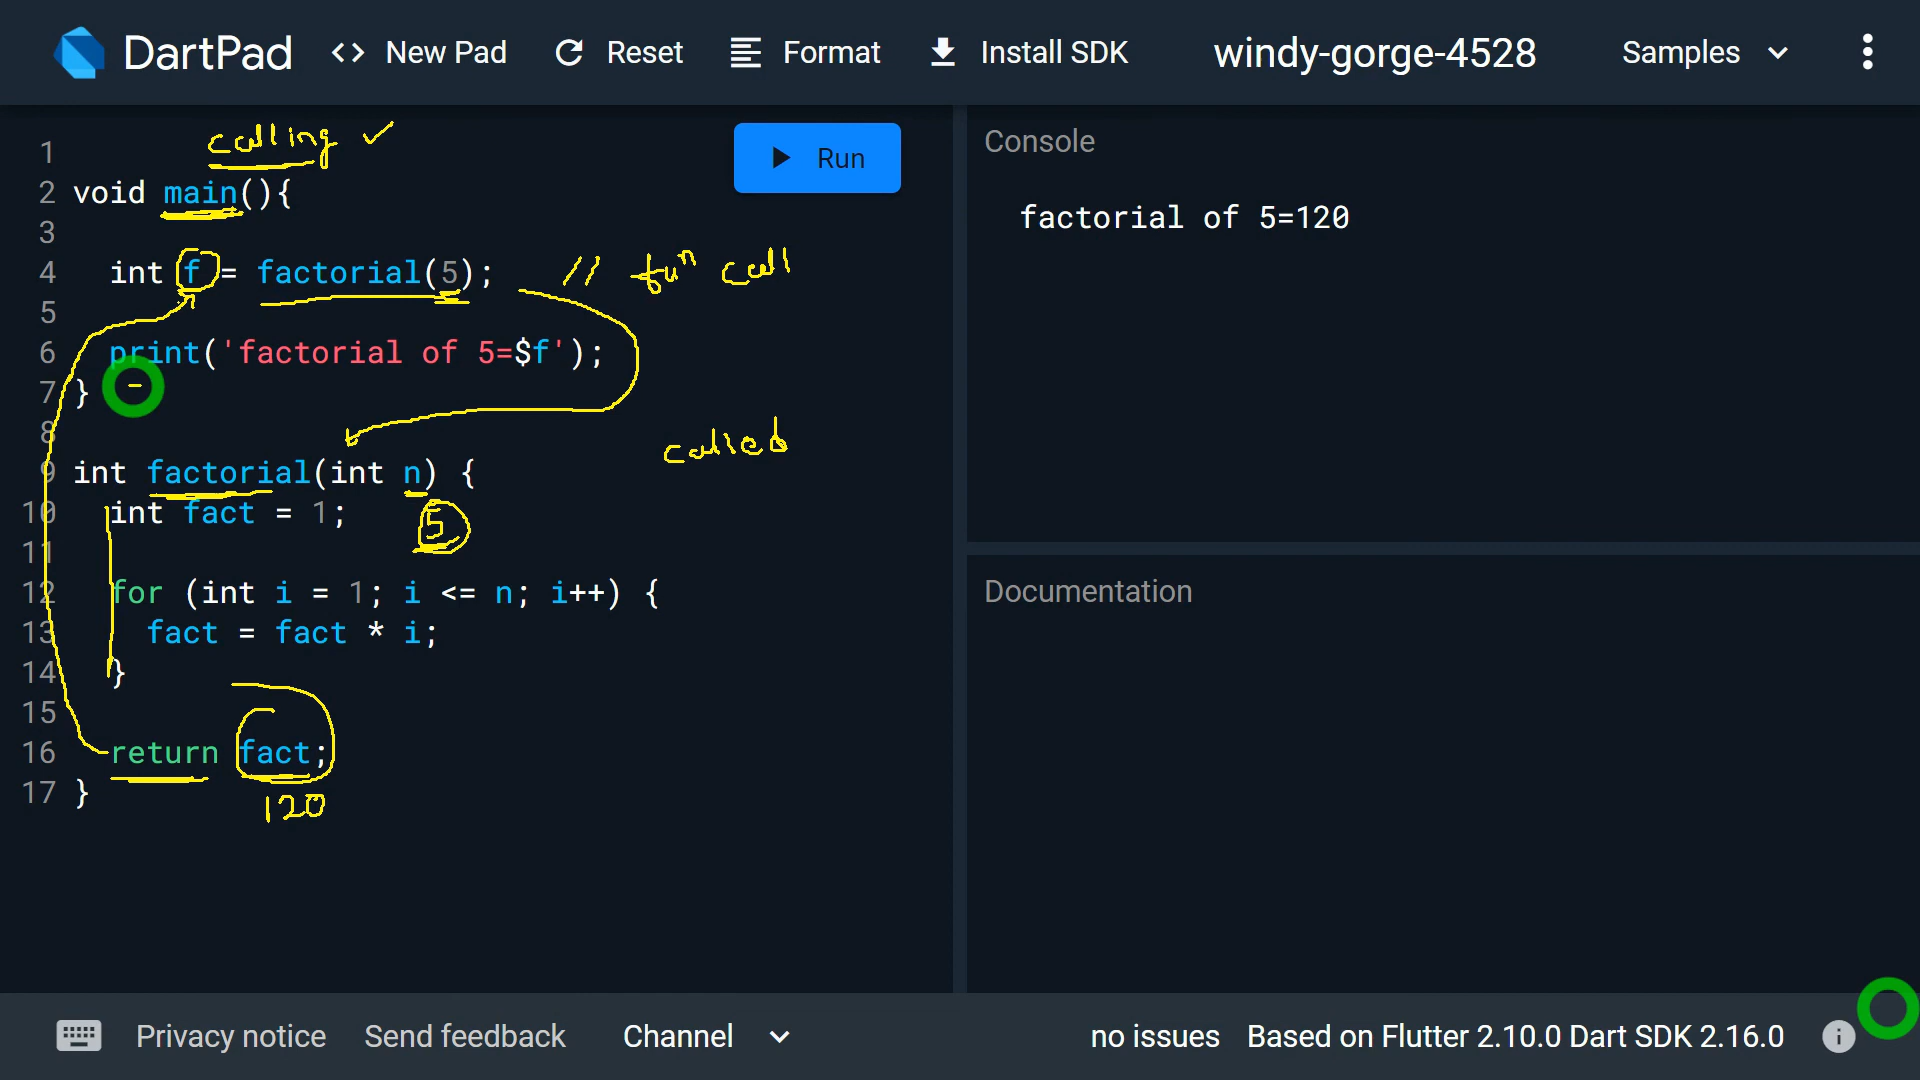 DartPad <> New Pad Reset Format Install SDK windy-gorge-4528 Samples
calling ✓
Run
Console
factorial of 5=120
1
2 void main(){
3
4 int f = factorial(5); // fun call
5
6 print('factorial of 5=$f');
7 }
8
called
9 int factorial(int n) {
10 int fact = 1;
5
11
12 for (int i = 1; i <= n; i++) {
13 fact = fact * i;
14 }
15
16 return fact;
17 }
120
Documentation
Privacy notice Send feedback Channel no issues Based on Flutter 2.10.0 Dart SDK 2.16.0